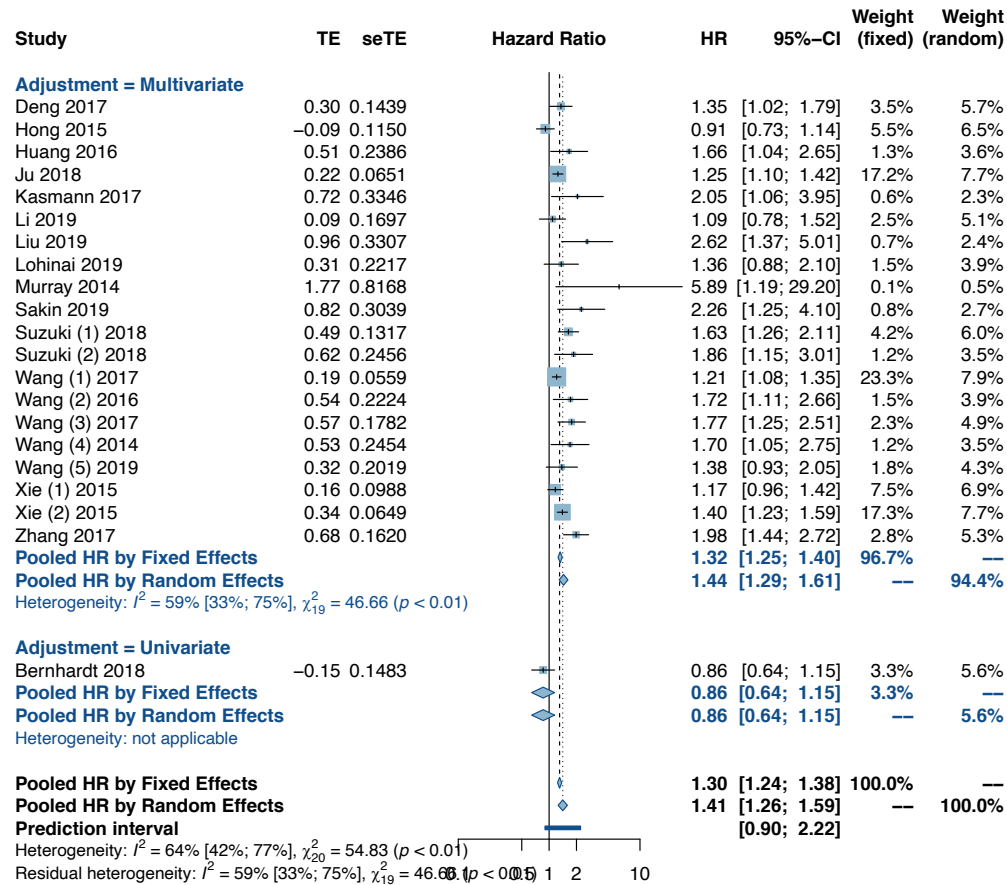 Weight Weight
Study TE seTE Hazard Ratio HR 95%−CI (fixed) (random)
Adjustment = Multivariate
Deng 2017 0.30 0.1439 1.35 [1.02; 1.79] 3.5% 5.7%
Hong 2015 −0.09 0.1150 0.91 [0.73; 1.14] 5.5% 6.5%
Huang 2016 0.51 0.2386 1.66 [1.04; 2.65] 1.3% 3.6%
Ju 2018 0.22 0.0651 1.25 [1.10; 1.42] 17.2% 7.7%
Kasmann 2017 0.72 0.3346 2.05 [1.06; 3.95] 0.6% 2.3%
Li 2019 0.09 0.1697 1.09 [0.78; 1.52] 2.5% 5.1%
Liu 2019 0.96 0.3307 2.62 [1.37; 5.01] 0.7% 2.4%
Lohinai 2019 0.31 0.2217 1.36 [0.88; 2.10] 1.5% 3.9%
Murray 2014 1.77 0.8168 5.89 [1.19; 29.20] 0.1% 0.5%
Sakin 2019 0.82 0.3039 2.26 [1.25; 4.10] 0.8% 2.7%
Suzuki (1) 2018 0.49 0.1317 1.63 [1.26; 2.11] 4.2% 6.0%
Suzuki (2) 2018 0.62 0.2456 1.86 [1.15; 3.01] 1.2% 3.5%
Wang (1) 2017 0.19 0.0559 1.21 [1.08; 1.35] 23.3% 7.9%
Wang (2) 2016 0.54 0.2224 1.72 [1.11; 2.66] 1.5% 3.9%
Wang (3) 2017 0.57 0.1782 1.77 [1.25; 2.51] 2.3% 4.9%
Wang (4) 2014 0.53 0.2454 1.70 [1.05; 2.75] 1.2% 3.5%
Wang (5) 2019 0.32 0.2019 1.38 [0.93; 2.05] 1.8% 4.3%
Xie (1) 2015 0.16 0.0988 1.17 [0.96; 1.42] 7.5% 6.9%
Xie (2) 2015 0.34 0.0649 1.40 [1.23; 1.59] 17.3% 7.7%
Zhang 2017 0.68 0.1620 1.98 [1.44; 2.72] 2.8% 5.3%
Pooled HR by Fixed Effects 1.32 [1.25; 1.40] 96.7% −−
Pooled HR by Random Effects 1.44 [1.29; 1.61] −− 94.4%
Heterogeneity: I² = 59% [33%; 75%], χ²₁₉ = 46.66 (p < 0.01)
Adjustment = Univariate
Bernhardt 2018 −0.15 0.1483 0.86 [0.64; 1.15] 3.3% 5.6%
Pooled HR by Fixed Effects 0.86 [0.64; 1.15] 3.3% −−
Pooled HR by Random Effects 0.86 [0.64; 1.15] −− 5.6%
Heterogeneity: not applicable
Pooled HR by Fixed Effects 1.30 [1.24; 1.38] 100.0% −−
Pooled HR by Random Effects 1.41 [1.26; 1.59] −− 100.0%
Prediction interval [0.90; 2.22]
Heterogeneity: I² = 64% [42%; 77%], χ²₂₀ = 54.83 (p < 0.01)
Residual heterogeneity: I² = 59% [33%; 75%], χ²₁₉ = 46.66 (p < 0.01)
0.1 0.5 1 2 10